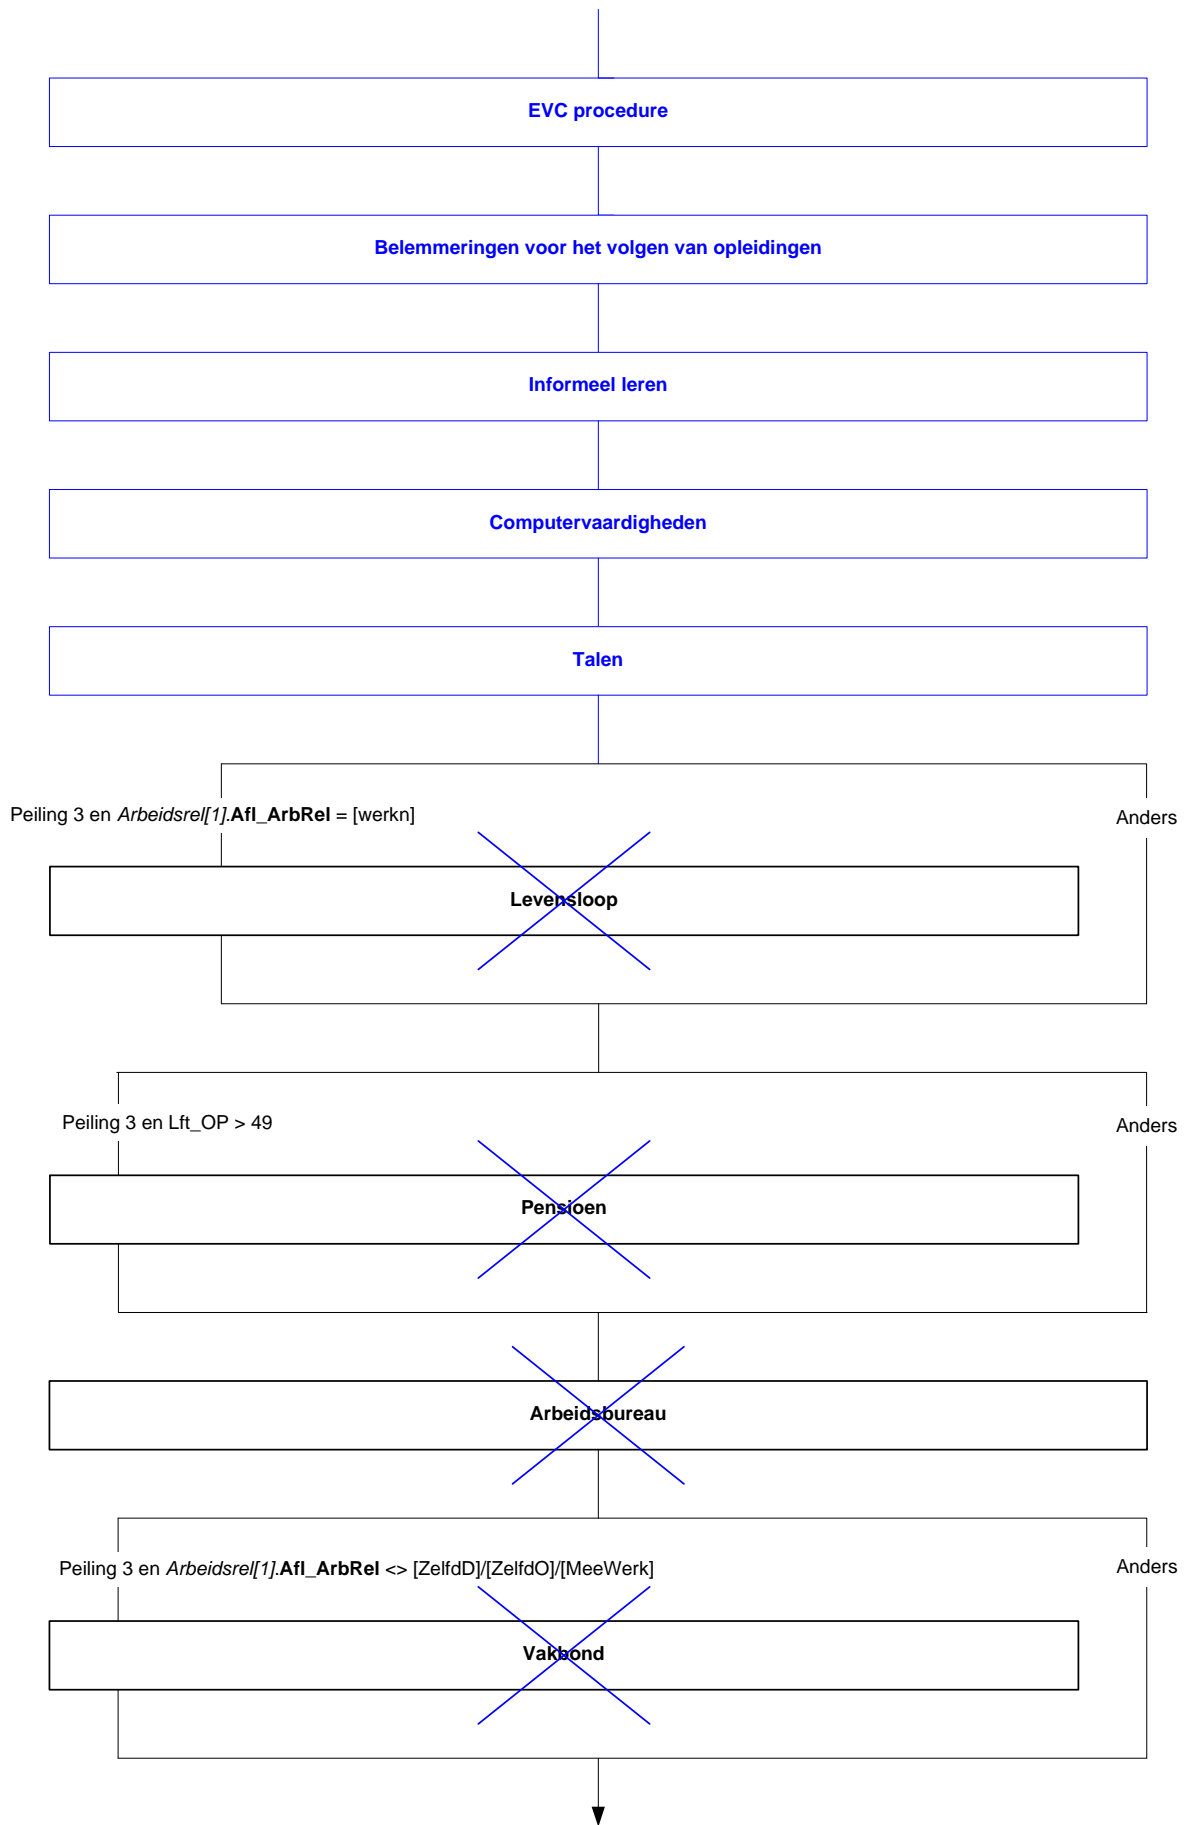 EVC procedure
Belemmeringen voor het volgen van opleidingen
Informeel leren
Computervaardigheden
Talen
Peiling 3 en Arbeidsrel[1].Afl_ArbRel = [werkn]
Anders
Levensloop
Peiling 3 en Lft_OP > 49
Anders
Pensioen
Arbeidsbureau
Peiling 3 en Arbeidsrel[1].Afl_ArbRel <> [ZelfdD]/[ZelfdO]/[MeeWerk]
Anders
Vakbond